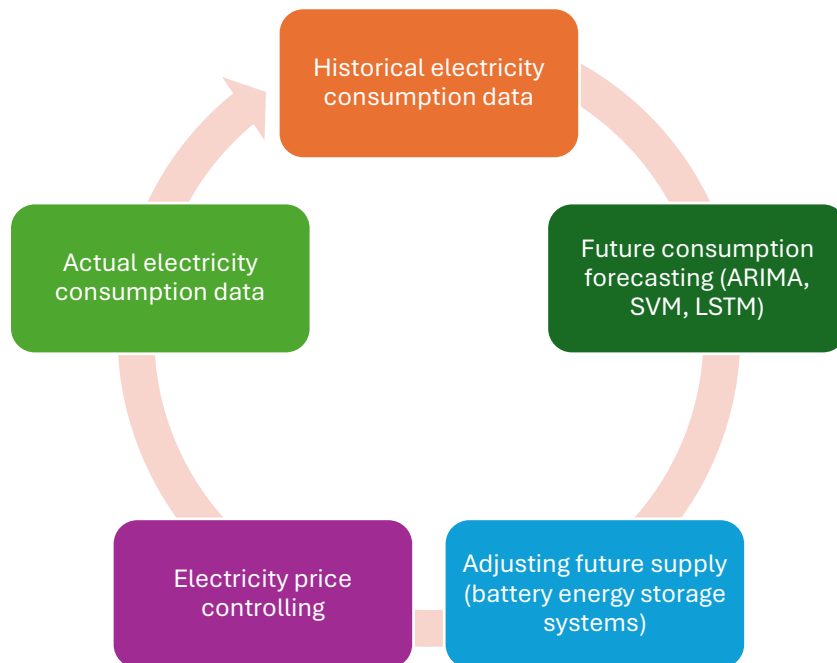 Historical electricity
consumption data
Future consumption
forecasting (ARIMA,
SVM, LSTM)
Adjusting future supply
(battery energy storage
systems)
Electricity price
controlling
Actual electricity
consumption data